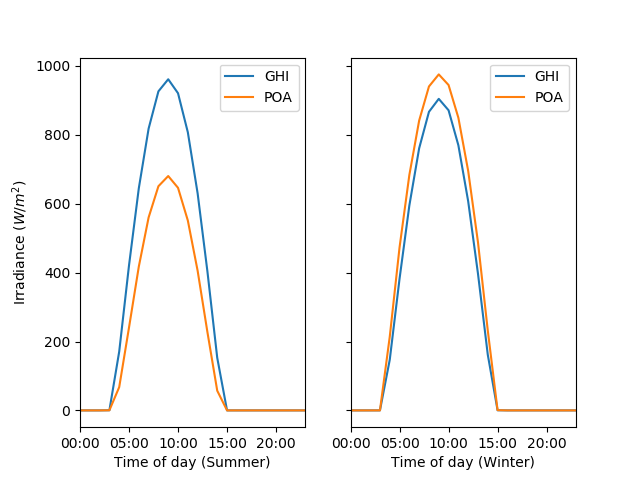 1000
800
600
400
200
0
Irradiance (W/m²)
GHI
POA
00:00 05:00 10:00 15:00 20:00
Time of day (Summer)
GHI
POA
00:00 05:00 10:00 15:00 20:00
Time of day (Winter)